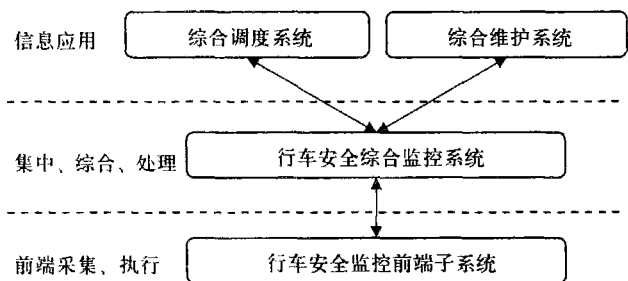 信息应用
综合调度系统
综合维护系统
集中、综合、处理
行车安全综合监控系统
前端采集、执行
行车安全监控前端子系统